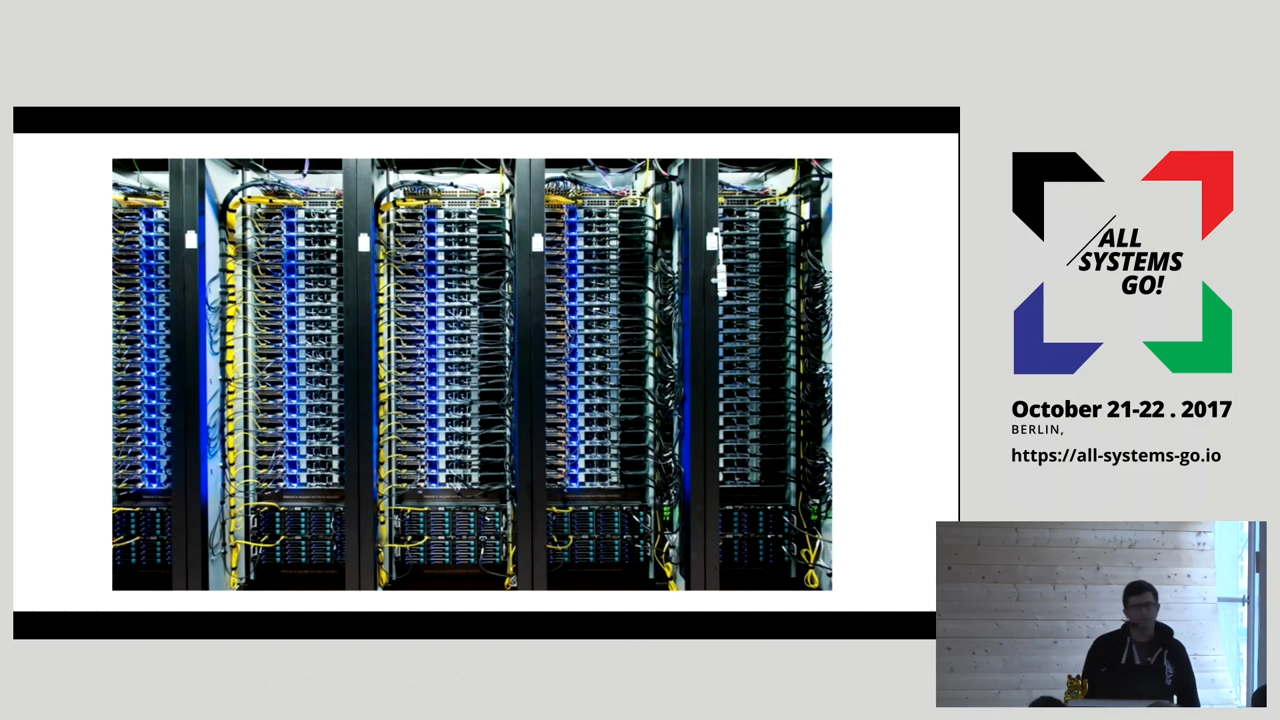 ALL
SYSTEMS
GO!
October 21-22 . 2017
BERLIN,
https://all-systems-go.io